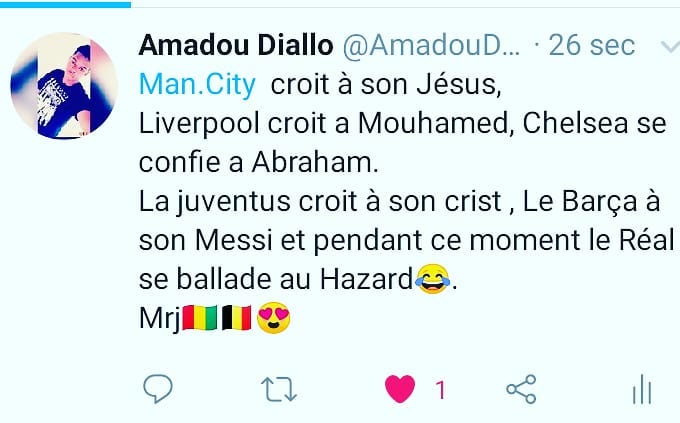 Amadou Diallo @AmadouD... · 26 sec
Man.City croit à son Jésus,
Liverpool croit a Mouhamed, Chelsea se
confie a Abraham.
La juventus croit à son crist , Le Barça à
son Messi et pendant ce moment le Réal
se ballade au Hazard😂.
Mrj🇬🇳🇧🇪😍
1